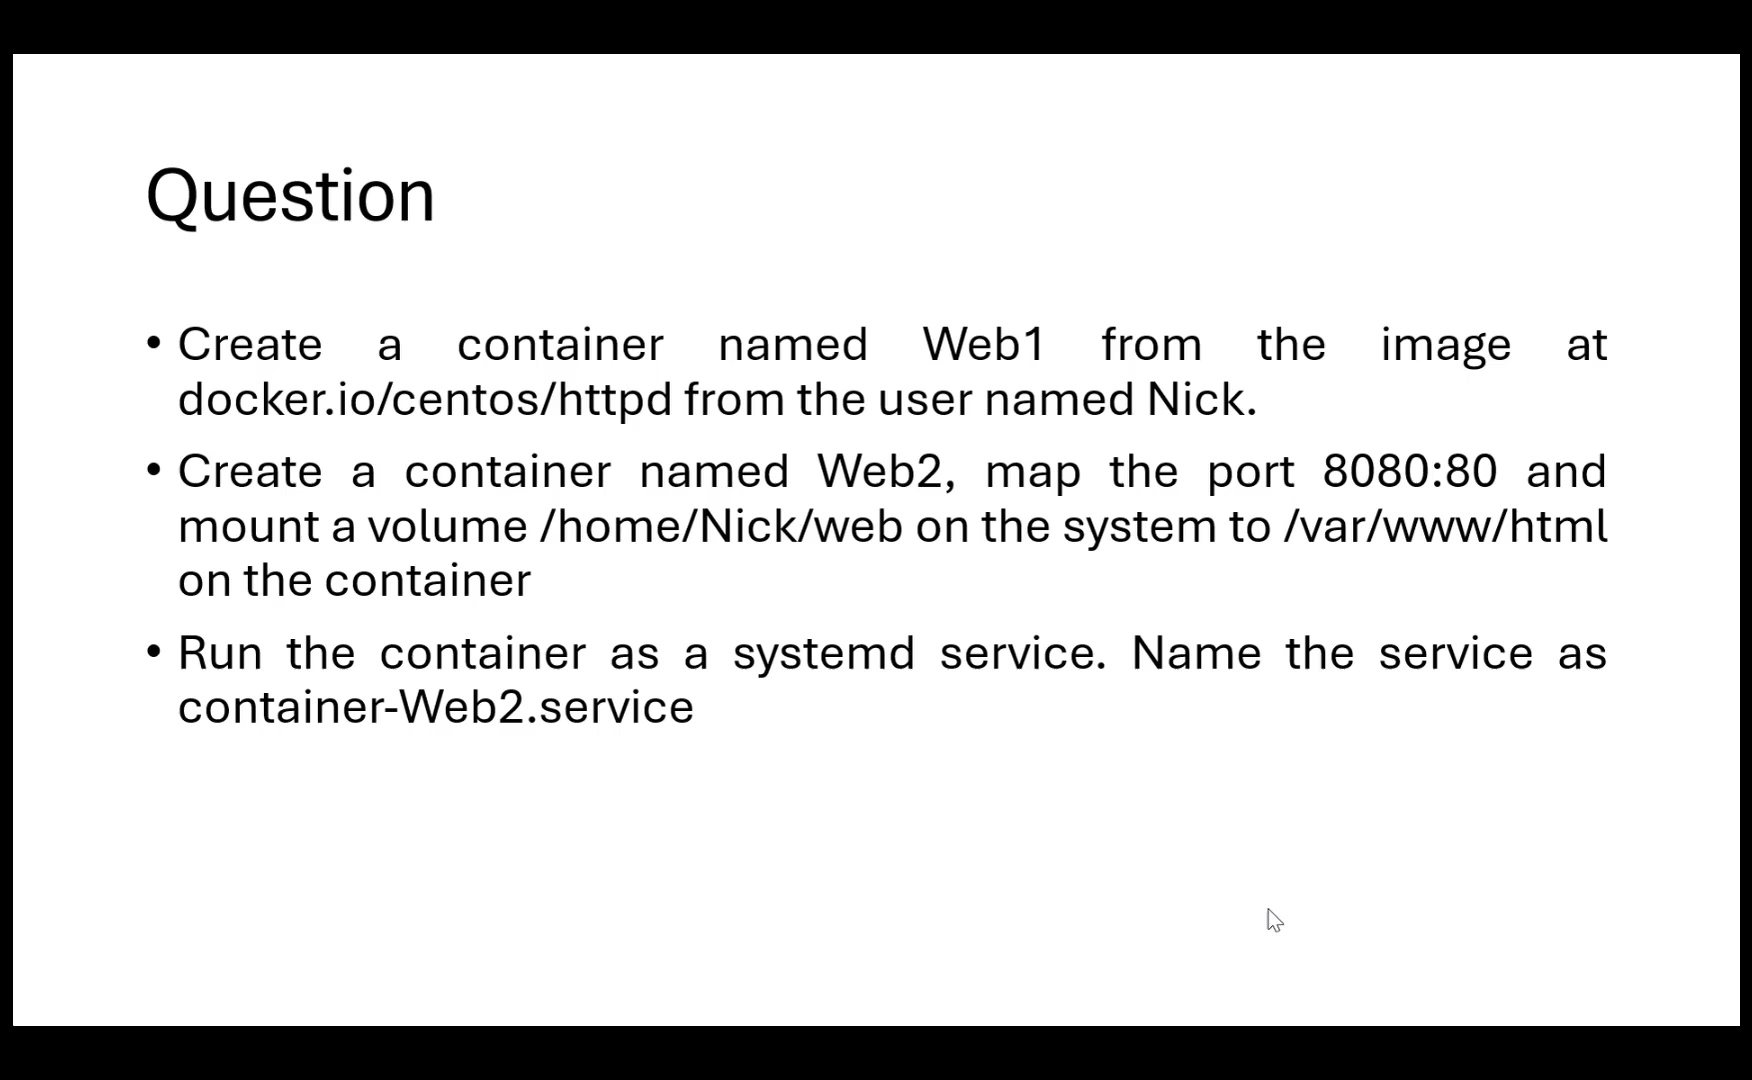 Question
• Create a container named Web1 from the image at
docker.io/centos/httpd from the user named Nick.
• Create a container named Web2, map the port 8080:80 and
mount a volume /home/Nick/web on the system to /var/www/html
on the container
• Run the container as a systemd service. Name the service as
container-Web2.service